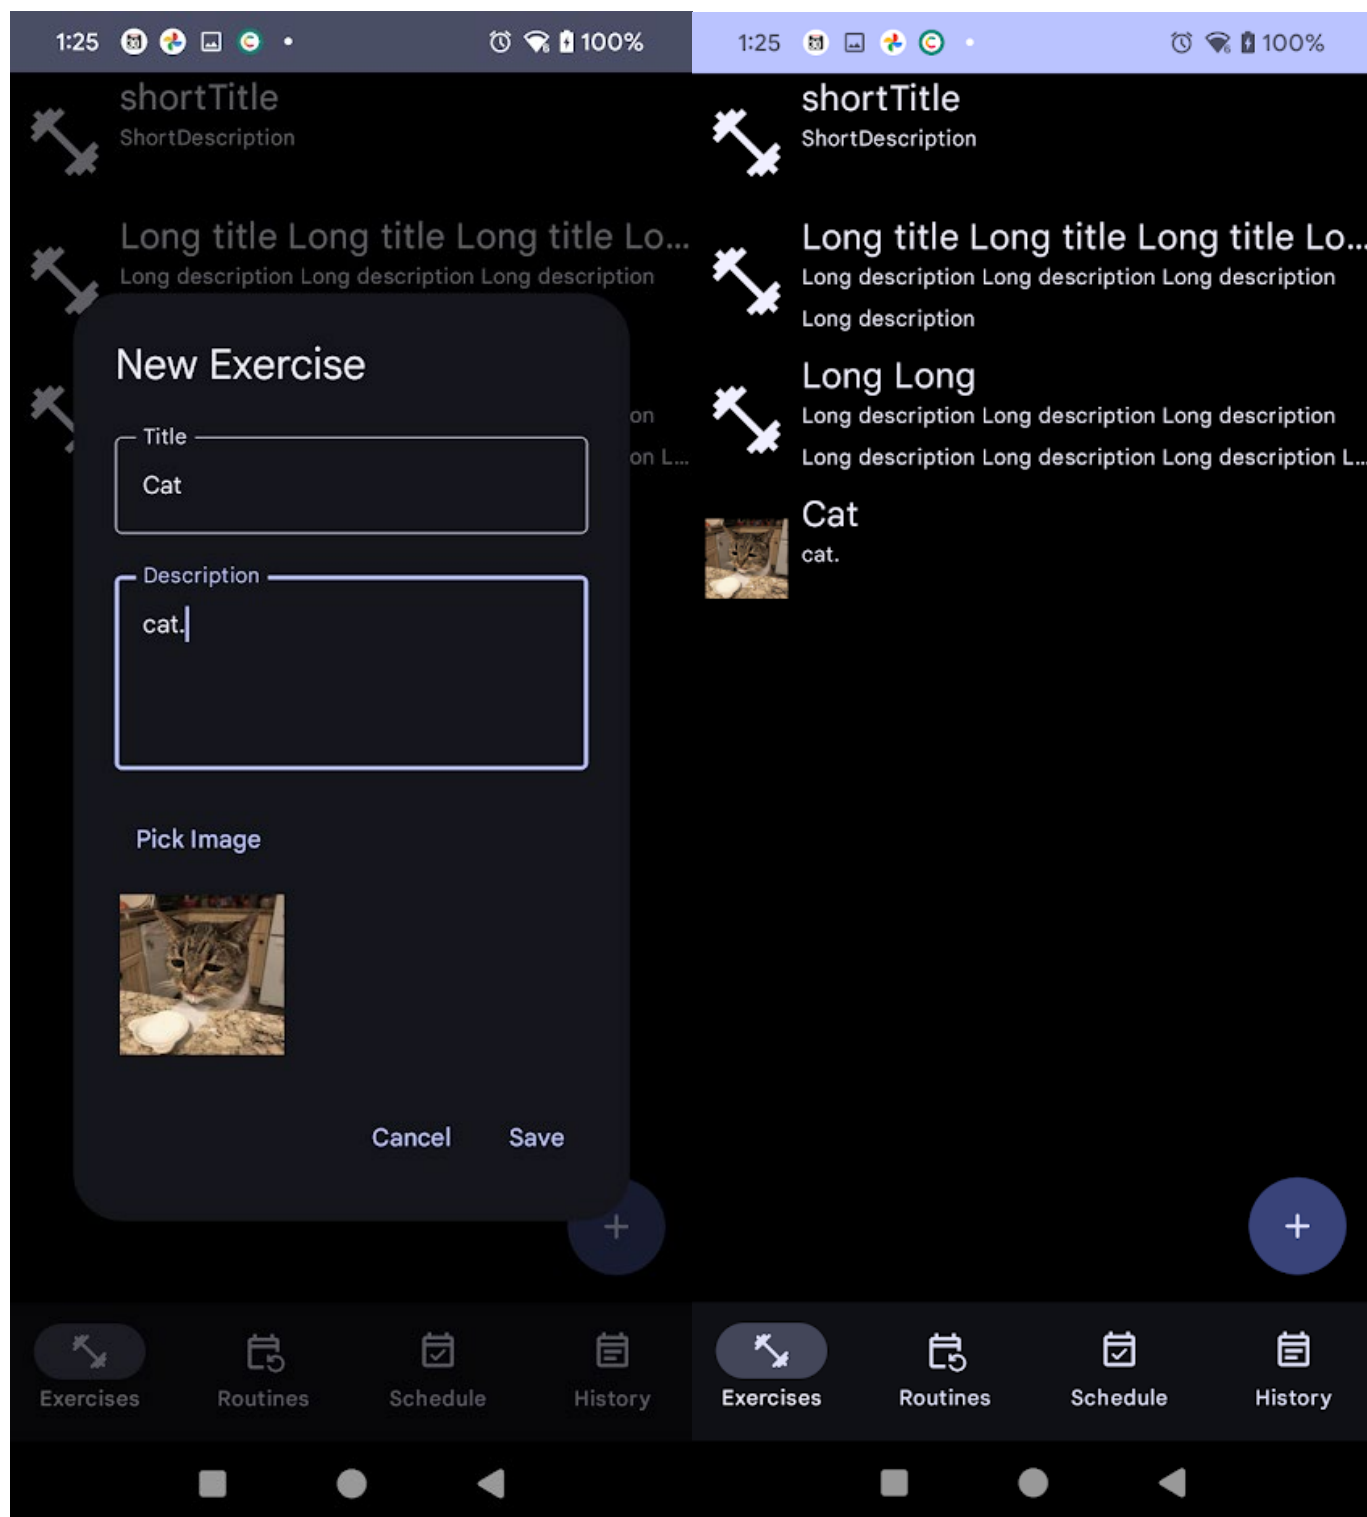 1:25
100%
shortTitle
ShortDescription
Long title Long title Long title Lo...
Long description Long description Long description
on
on L...
New Exercise
Title
Cat
Description
cat.
Pick Image
Cancel
Save
+
Exercises
Routines
Schedule
History
1:25
100%
shortTitle
ShortDescription
Long title Long title Long title Lo...
Long description Long description Long description
Long description
Long Long
Long description Long description Long description
Long description Long description Long description L...
Cat
cat.
+
Exercises
Routines
Schedule
History